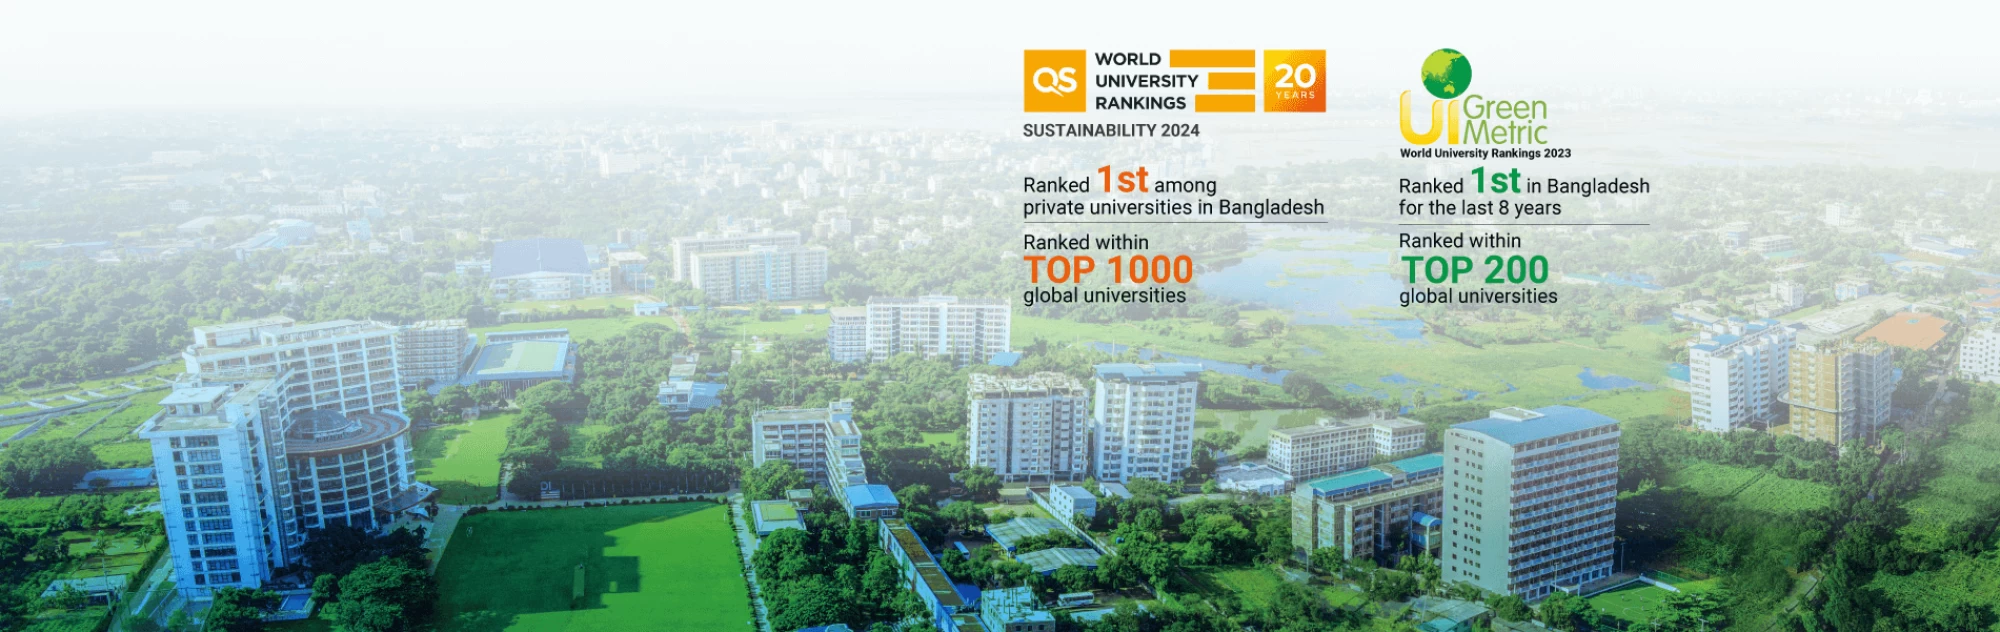 QS
WORLD
UNIVERSITY
RANKINGS
20
YEARS
SUSTAINABILITY 2024
Ranked 1st among
private universities in Bangladesh
Ranked within
TOP 1000
global universities
UI Green
Metric
World University Rankings 2023
Ranked 1st in Bangladesh
for the last 8 years
Ranked within
TOP 200
global universities